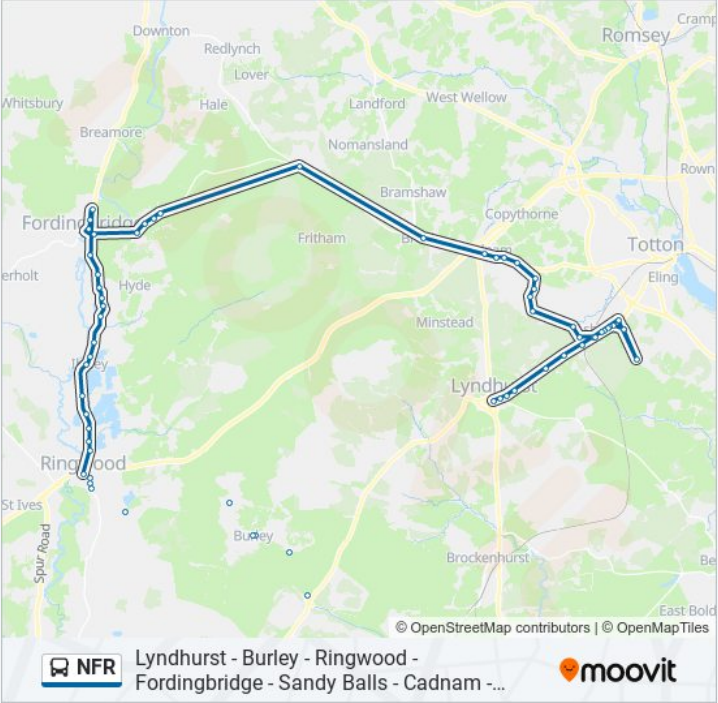 Downton
Cramp
Romsey
Redlynch
Lover
Whitsbury
Hale
Landford
West Wellow
Breamore
Nomansland
Rown
Bramshaw
Copythorne
Fordingbridge
Fritham
Totton
erholt
Hyde
Eling
Minstead
Lyndhurst
Ringwood
St Ives
Burley
Spur Road
Brockenhurst
Be
East Bold
© OpenStreetMap contributors | © OpenMapTiles
NFR
Lyndhurst - Burley - Ringwood -
Fordingbridge - Sandy Balls - Cadnam -...
moovit